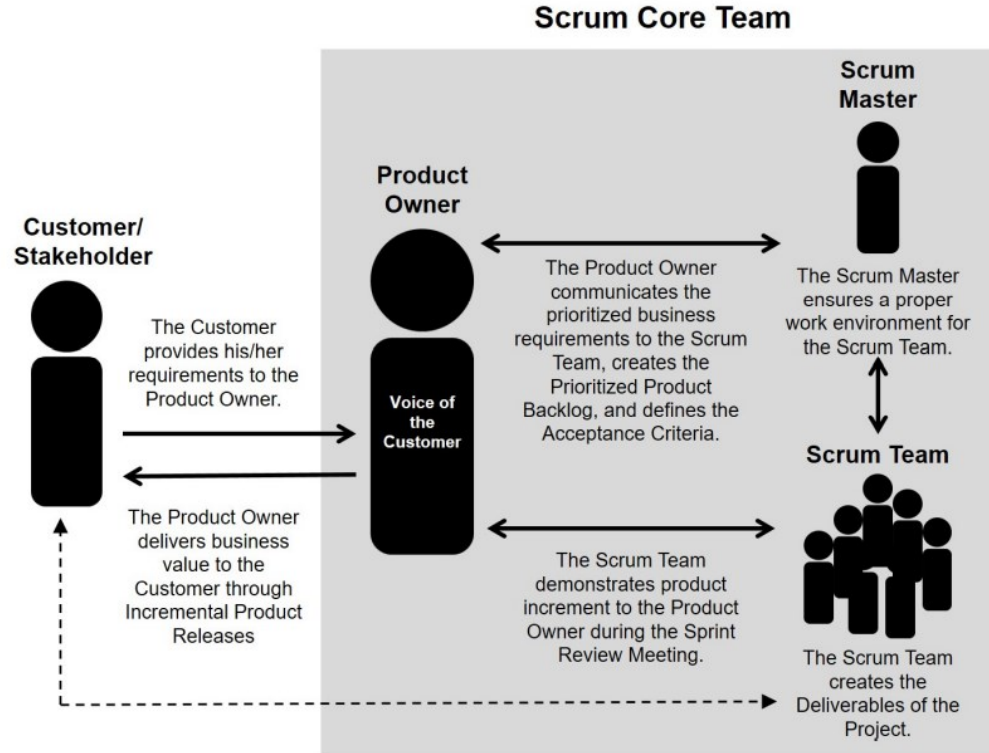 Scrum Core Team
Scrum
Master
Product
Owner
Customer/
Stakeholder
The Customer
provides his/her
requirements to the
Product Owner.
Voice of
the
Customer
The Product Owner
communicates the
prioritized business
requirements to the Scrum
Team, creates the
Prioritized Product
Backlog, and defines the
Acceptance Criteria.
The Scrum Master
ensures a proper
work environment for
the Scrum Team.
Scrum Team
The Product Owner
delivers business
value to the
Customer through
Incremental Product
Releases
The Scrum Team
demonstrates product
increment to the Product
Owner during the Sprint
Review Meeting.
The Scrum Team
creates the
Deliverables of the
Project.